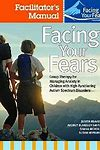 Facilitator's
Manual
Facing
Your Fears
Facing
Your
Fears
Group Therapy for
Managing Anxiety in
Children with High-Functioning
Autism Spectrum Disorders